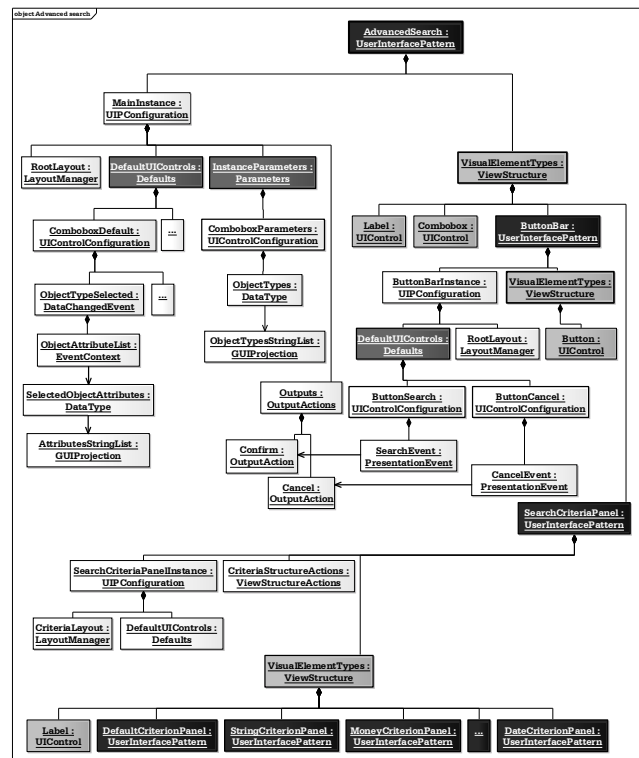 object Advanced search
AdvancedSearch :
UserInterfacePattern
MainInstance :
UIPConfiguration
RootLayout :
LayoutManager
DefaultUIControls :
Defaults
InstanceParameters :
Parameters
VisualElementTypes :
ViewStructure
ComboboxDefault :
UIControlConfiguration
...
ComboboxParameters :
UIControlConfiguration
Label :
UIControl
Combobox :
UIControl
ButtonBar :
UserInterfacePattern
ObjectTypeSelected :
DataChangedEvent
...
ObjectTypes :
DataType
ButtonBarInstance :
UIPConfiguration
VisualElementTypes :
ViewStructure
ObjectAttributeList :
EventContext
ObjectTypesStringList :
GUIProjection
DefaultUIControls :
Defaults
RootLayout :
LayoutManager
Button :
UIControl
SelectedObjectAttributes :
DataType
Outputs :
OutputActions
ButtonSearch :
UIControlConfiguration
ButtonCancel :
UIControlConfiguration
AttributesStringList :
GUIProjection
Confirm :
OutputAction
SearchEvent :
PresentationEvent
Cancel :
OutputAction
CancelEvent :
PresentationEvent
SearchCriteriaPanel :
UserInterfacePattern
SearchCriteriaPanelInstance :
UIPConfiguration
CriteriaStructureActions :
ViewStructureActions
CriteriaLayout :
LayoutManager
DefaultUIControls :
Defaults
VisualElementTypes :
ViewStructure
Label :
UIControl
DefaultCriterionPanel :
UserInterfacePattern
StringCriterionPanel :
UserInterfacePattern
MoneyCriterionPanel :
UserInterfacePattern
...
DateCriterionPanel :
UserInterfacePattern